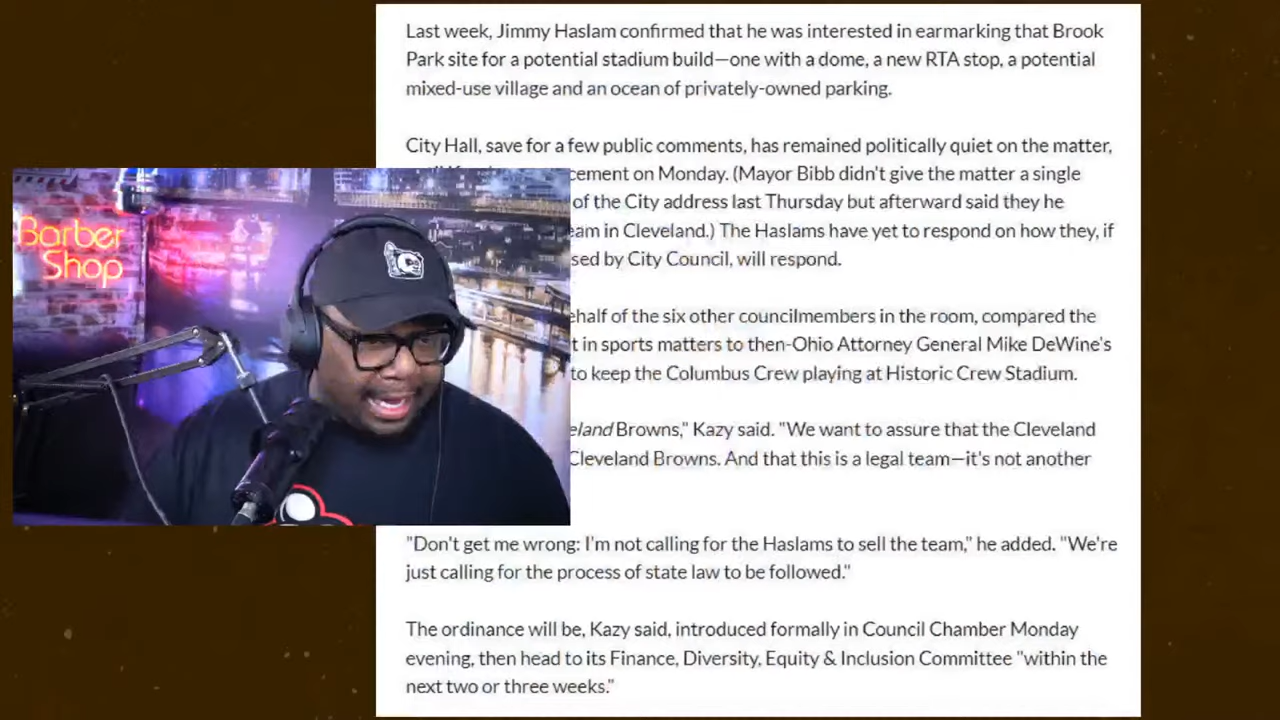 Last week, Jimmy Haslam confirmed that he was interested in earmarking that Brook
Park site for a potential stadium build—one with a dome, a new RTA stop, a potential
mixed-use village and an ocean of privately-owned parking.
City Hall, save for a few public comments, has remained politically quiet on the matter,
cement on Monday. (Mayor Bibb didn't give the matter a single
of the City address last Thursday but afterward said they he
eam in Cleveland.) The Haslams have yet to respond on how they, if
sed by City Council, will respond.
Barber
Shop
ehalf of the six other councilmembers in the room, compared the
t in sports matters to then-Ohio Attorney General Mike DeWine's
to keep the Columbus Crew playing at Historic Crew Stadium.
eland Browns," Kazy said. "We want to assure that the Cleveland
Cleveland Browns. And that this is a legal team—it's not another
"Don't get me wrong: I'm not calling for the Haslams to sell the team," he added. "We're
just calling for the process of state law to be followed."
The ordinance will be, Kazy said, introduced formally in Council Chamber Monday
evening, then head to its Finance, Diversity, Equity & Inclusion Committee "within the
next two or three weeks."